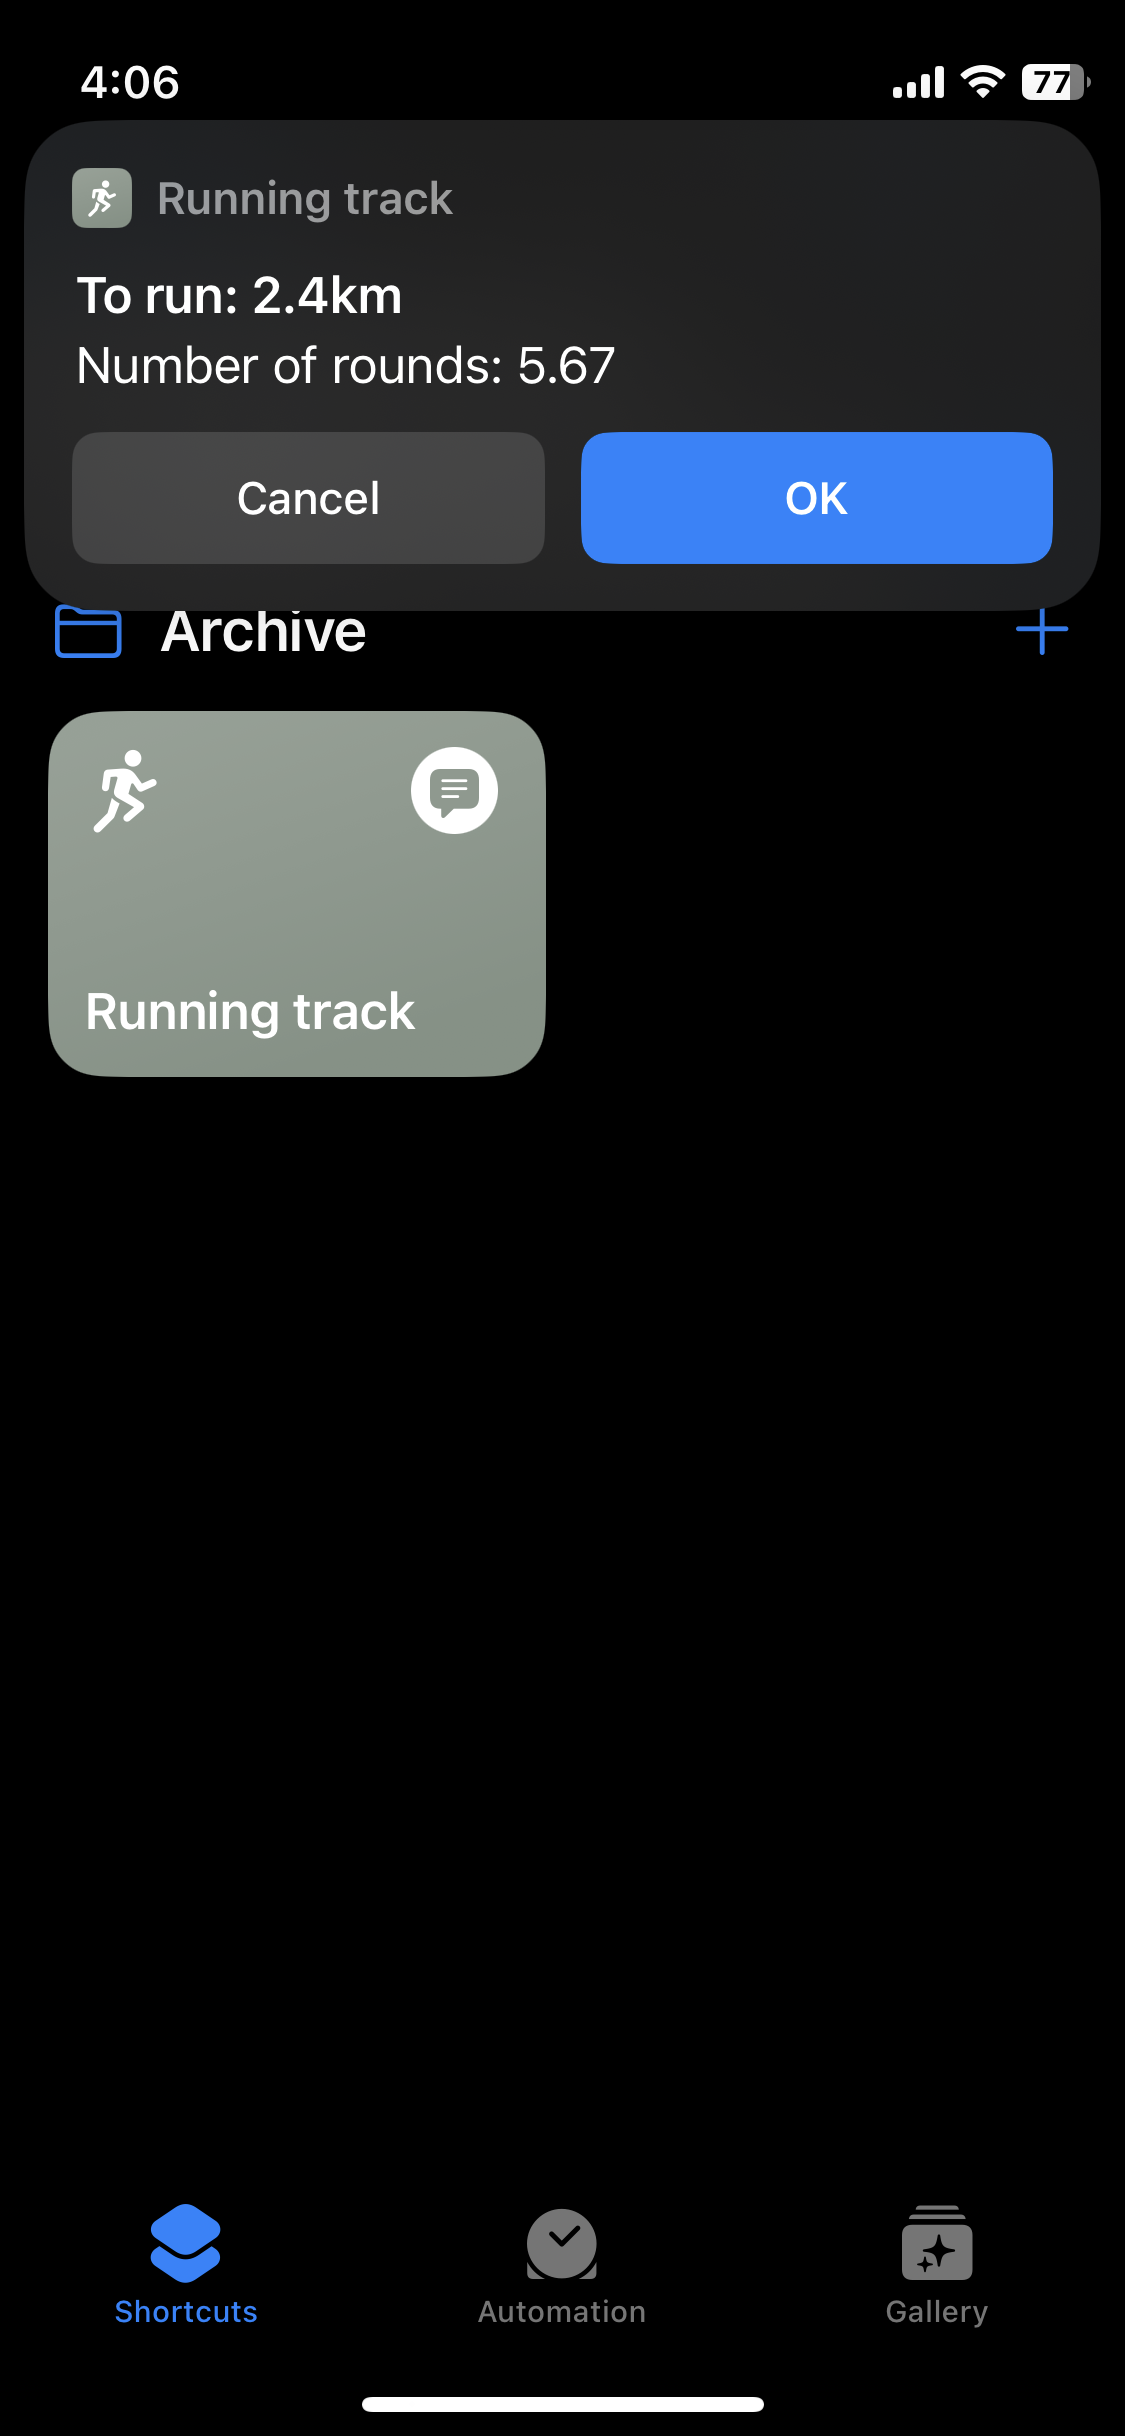 4:06
77
Running track
To run: 2.4km
Number of rounds: 5.67
Cancel
OK
Archive
Running track
Shortcuts
Automation
Gallery